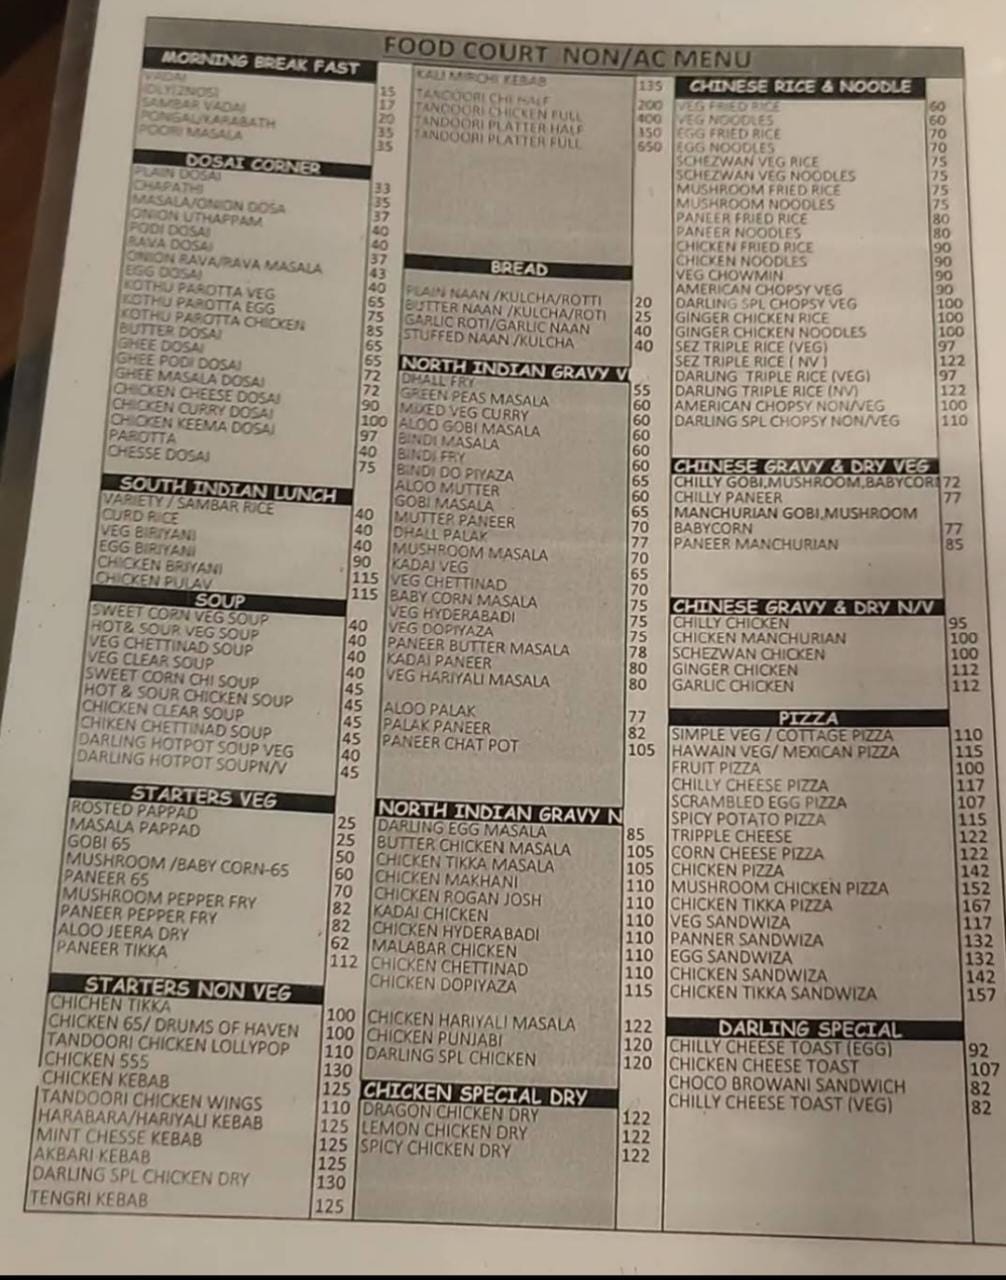 FOOD COURT NON/AC MENU
MORNING BREAK FAST
VADAI 15
IDLY(2NOS) 17
SAMBAR VADAI 20
PONGAL/KARABATH 35
POORI MASALA 35
DOSAI CORNER
PLAIN DOSAI 33
CHAPATHI 35
MASALA/ONION DOSA 37
ONION UTHAPPAM 40
PODI DOSAI 40
RAVA DOSAI 37
ONION RAVA/RAVA MASALA 43
EGG DOSAI 40
KOTHU PAROTTA VEG 65
KOTHU PAROTTA EGG 75
KOTHU PAROTTA CHICKEN 85
BUTTER DOSAI 65
GHEE DOSAI 65
GHEE PODI DOSAI 72
GHEE MASALA DOSAI 72
CHICKEN CHEESE DOSAI 90
CHICKEN CURRY DOSAI 100
CHICKEN KEEMA DOSAI 97
PAROTTA 40
CHESSE DOSAI 75
SOUTH INDIAN LUNCH
VARIETY / SAMBAR RICE 40
CURD RICE 40
VEG BIRIYANI 40
EGG BIRIYANI 90
CHICKEN BRIYANI 115
CHICKEN PULAV 115
SOUP
SWEET CORN VEG SOUP 40
HOT& SOUR VEG SOUP 40
VEG CHETTINAD SOUP 40
VEG CLEAR SOUP 40
SWEET CORN CHI SOUP 45
HOT & SOUR CHICKEN SOUP 45
CHICKEN CLEAR SOUP 45
CHIKEN CHETTINAD SOUP 45
DARLING HOTPOT SOUP VEG 40
DARLING HOTPOT SOUPN/V 45
STARTERS VEG
ROSTED PAPPAD 25
MASALA PAPPAD 25
GOBI 65 50
MUSHROOM /BABY CORN-65 60
PANEER 65 70
MUSHROOM PEPPER FRY 82
PANEER PEPPER FRY 82
ALOO JEERA DRY 62
PANEER TIKKA 112
STARTERS NON VEG
CHICHEN TIKKA 100
CHICKEN 65/ DRUMS OF HAVEN 100
TANDOORI CHICKEN LOLLYPOP 110
CHICKEN 555 130
CHICKEN KEBAB 125
TANDOORI CHICKEN WINGS 110
HARABARA/HARIYALI KEBAB 125
MINT CHESSE KEBAB 125
AKBARI KEBAB 125
DARLING SPL CHICKEN DRY 130
TENGRI KEBAB 125
KALI MIRCHI KEBAB 135
TANDOORI CHI HALF 200
TANDOORI CHICKEN FULL 400
TANDOORI PLATTER HALF 350
TANDOORI PLATTER FULL 650
BREAD
PLAIN NAAN /KULCHA/ROTTI 20
BUTTER NAAN /KULCHA/ROTI 25
GARLIC ROTI/GARLIC NAAN 40
STUFFED NAAN /KULCHA 40
NORTH INDIAN GRAVY V
DHALL FRY 55
GREEN PEAS MASALA 60
MIXED VEG CURRY 60
ALOO GOBI MASALA 60
BINDI MASALA 60
BINDI FRY 60
BINDI DO PIYAZA 65
ALOO MUTTER 60
GOBI MASALA 65
MUTTER PANEER 70
DHALL PALAK 77
MUSHROOM MASALA 70
KADAI VEG 65
VEG CHETTINAD 70
BABY CORN MASALA 75
VEG HYDERABADI 75
VEG DOPIYAZA 75
PANEER BUTTER MASALA 78
KADAI PANEER 80
VEG HARIYALI MASALA 80
ALOO PALAK 77
PALAK PANEER 82
PANEER CHAT POT 105
NORTH INDIAN GRAVY N
DARLING EGG MASALA 85
BUTTER CHICKEN MASALA 105
CHICKEN TIKKA MASALA 105
CHICKEN MAKHANI 110
CHICKEN ROGAN JOSH 110
KADAI CHICKEN 110
CHICKEN HYDERABADI 110
MALABAR CHICKEN 110
CHICKEN CHETTINAD 110
CHICKEN DOPIYAZA 115
CHICKEN HARIYALI MASALA 122
CHICKEN PUNJABI 120
DARLING SPL CHICKEN 120
CHICKEN SPECIAL DRY
DRAGON CHICKEN DRY 122
LEMON CHICKEN DRY 122
SPICY CHICKEN DRY 122
CHINESE RICE & NOODLE
VEG FRIED RICE 60
VEG NOODLES 60
EGG FRIED RICE 70
EGG NOODLES 70
SCHEZWAN VEG RICE 75
SCHEZWAN VEG NOODLES 75
MUSHROOM FRIED RICE 75
MUSHROOM NOODLES 75
PANEER FRIED RICE 80
PANEER NOODLES 80
CHICKEN FRIED RICE 90
CHICKEN NOODLES 90
VEG CHOWMIN 90
AMERICAN CHOPSY VEG 90
DARLING SPL CHOPSY VEG 100
GINGER CHICKEN RICE 100
GINGER CHICKEN NOODLES 100
SEZ TRIPLE RICE (VEG) 97
SEZ TRIPLE RICE ( NV ) 122
DARLING TRIPLE RICE (VEG) 97
DARLING TRIPLE RICE (NV) 122
AMERICAN CHOPSY NON/VEG 100
DARLING SPL CHOPSY NON/VEG 110
CHINESE GRAVY & DRY VEG
CHILLY GOBI,MUSHROOM,BABYCOR 72
CHILLY PANEER 77
MANCHURIAN GOBI,MUSHROOM
BABYCORN 77
PANEER MANCHURIAN 85
CHINESE GRAVY & DRY N/V
CHILLY CHICKEN 95
CHICKEN MANCHURIAN 100
SCHEZWAN CHICKEN 100
GINGER CHICKEN 112
GARLIC CHICKEN 112
PIZZA
SIMPLE VEG / COTTAGE PIZZA 110
HAWAIN VEG/ MEXICAN PIZZA 115
FRUIT PIZZA 100
CHILLY CHEESE PIZZA 117
SCRAMBLED EGG PIZZA 107
SPICY POTATO PIZZA 115
TRIPPLE CHEESE 122
CORN CHEESE PIZZA 122
CHICKEN PIZZA 142
MUSHROOM CHICKEN PIZZA 152
CHICKEN TIKKA PIZZA 167
VEG SANDWIZA 117
PANNER SANDWIZA 132
EGG SANDWIZA 132
CHICKEN SANDWIZA 142
CHICKEN TIKKA SANDWIZA 157
DARLING SPECIAL
CHILLY CHEESE TOAST (EGG) 92
CHICKEN CHEESE TOAST 107
CHOCO BROWANI SANDWICH 82
CHILLY CHEESE TOAST (VEG) 82